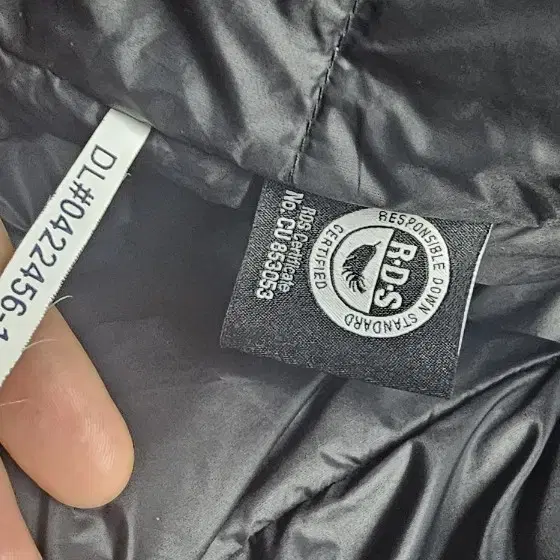 DL#0422456-1
RDS Certificate
No. CU 853053
RESPONSIBLE DOWN STANDARD
R·D·S
CERTIFIED